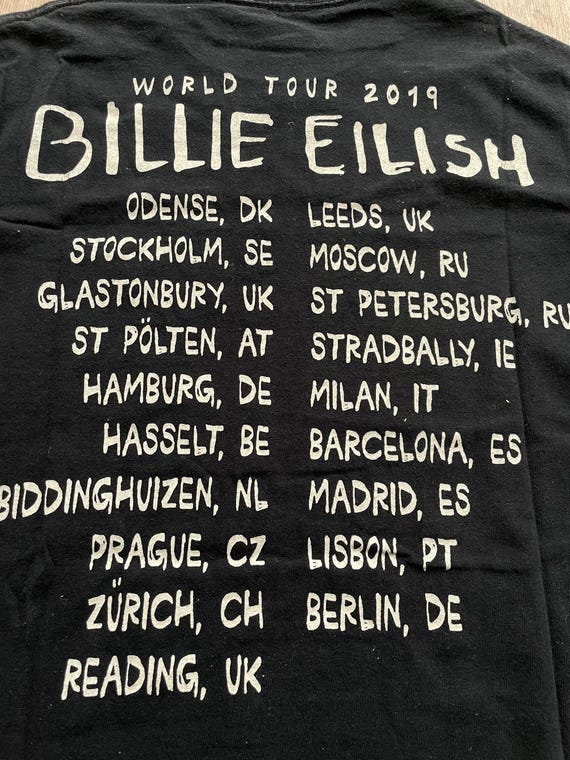 WORLD TOUR 2019
BILLIE EILISH
ODENSE, DK
STOCKHOLM, SE
GLASTONBURY, UK
ST PÖLTEN, AT
HAMBURG, DE
HASSELT, BE
BIDDINGHUIZEN, NL
PRAGUE, CZ
ZÜRICH, CH
READING, UK
LEEDS, UK
MOSCOW, RU
ST PETERSBURG, RU
STRADBALLY, IE
MILAN, IT
BARCELONA, ES
MADRID, ES
LISBON, PT
BERLIN, DE